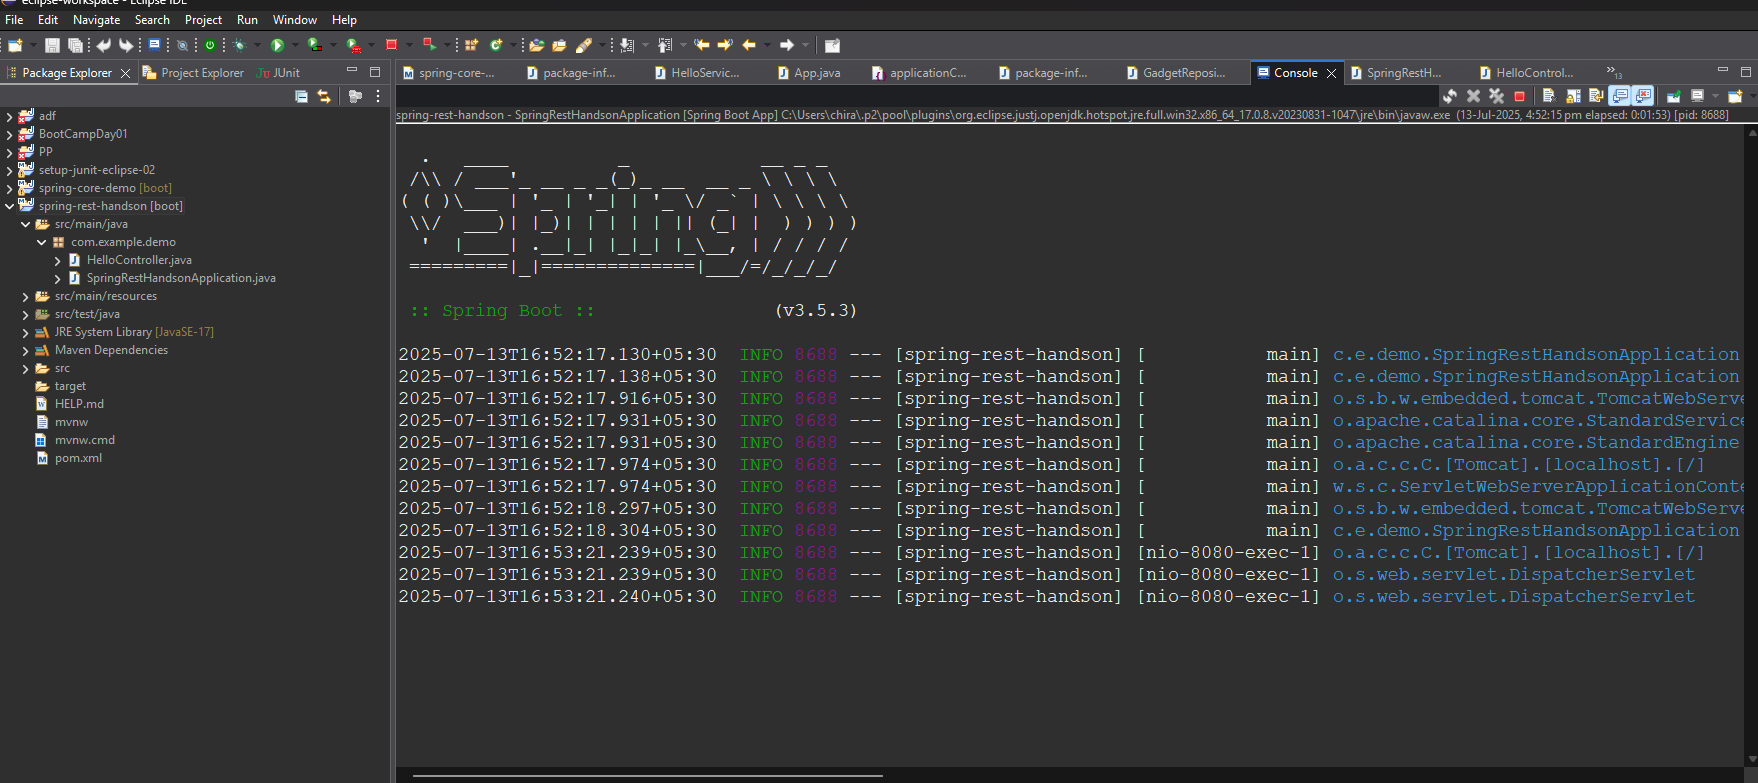 eclipse-workspace - Eclipse IDE
File Edit Navigate Search Project Run Window Help
Package Explorer Project Explorer JUnit
spring-core-... package-inf... HelloServic... App.java applicationC... package-inf... GadgetReposi... Console SpringRestH... HelloControl... 13
spring-rest-handson - SpringRestHandsonApplication [Spring Boot App] C:\Users\chira\.p2\pool\plugins\org.eclipse.justj.openjdk.hotspot.jre.full.win32.x86_64_17.0.8.v20230831-1047\jre\bin\javaw.exe (13-Jul-2025, 4:52:15 pm elapsed: 0:01:53) [pid: 8688]
adf
BootCampDay01
PP
setup-junit-eclipse-02
spring-core-demo [boot]
spring-rest-handson [boot]
src/main/java
com.example.demo
HelloController.java
SpringRestHandsonApplication.java
src/main/resources
src/test/java
JRE System Library [JavaSE-17]
Maven Dependencies
src
target
HELP.md
mvnw
mvnw.cmd
pom.xml
Spring
:: Spring Boot :: (v3.5.3)
2025-07-13T16:52:17.130+05:30 INFO 8688 --- [spring-rest-handson] [ main] c.e.demo.SpringRestHandsonApplication
2025-07-13T16:52:17.138+05:30 INFO 8688 --- [spring-rest-handson] [ main] c.e.demo.SpringRestHandsonApplication
2025-07-13T16:52:17.916+05:30 INFO 8688 --- [spring-rest-handson] [ main] o.s.b.w.embedded.tomcat.TomcatWebServe
2025-07-13T16:52:17.931+05:30 INFO 8688 --- [spring-rest-handson] [ main] o.apache.catalina.core.StandardService
2025-07-13T16:52:17.931+05:30 INFO 8688 --- [spring-rest-handson] [ main] o.apache.catalina.core.StandardEngine
2025-07-13T16:52:17.974+05:30 INFO 8688 --- [spring-rest-handson] [ main] o.a.c.c.C.[Tomcat].[localhost].[/]
2025-07-13T16:52:17.974+05:30 INFO 8688 --- [spring-rest-handson] [ main] w.s.c.ServletWebServerApplicationConte
2025-07-13T16:52:18.297+05:30 INFO 8688 --- [spring-rest-handson] [ main] o.s.b.w.embedded.tomcat.TomcatWebServe
2025-07-13T16:52:18.304+05:30 INFO 8688 --- [spring-rest-handson] [ main] c.e.demo.SpringRestHandsonApplication
2025-07-13T16:53:21.239+05:30 INFO 8688 --- [spring-rest-handson] [nio-8080-exec-1] o.a.c.c.C.[Tomcat].[localhost].[/]
2025-07-13T16:53:21.239+05:30 INFO 8688 --- [spring-rest-handson] [nio-8080-exec-1] o.s.web.servlet.DispatcherServlet
2025-07-13T16:53:21.240+05:30 INFO 8688 --- [spring-rest-handson] [nio-8080-exec-1] o.s.web.servlet.DispatcherServlet